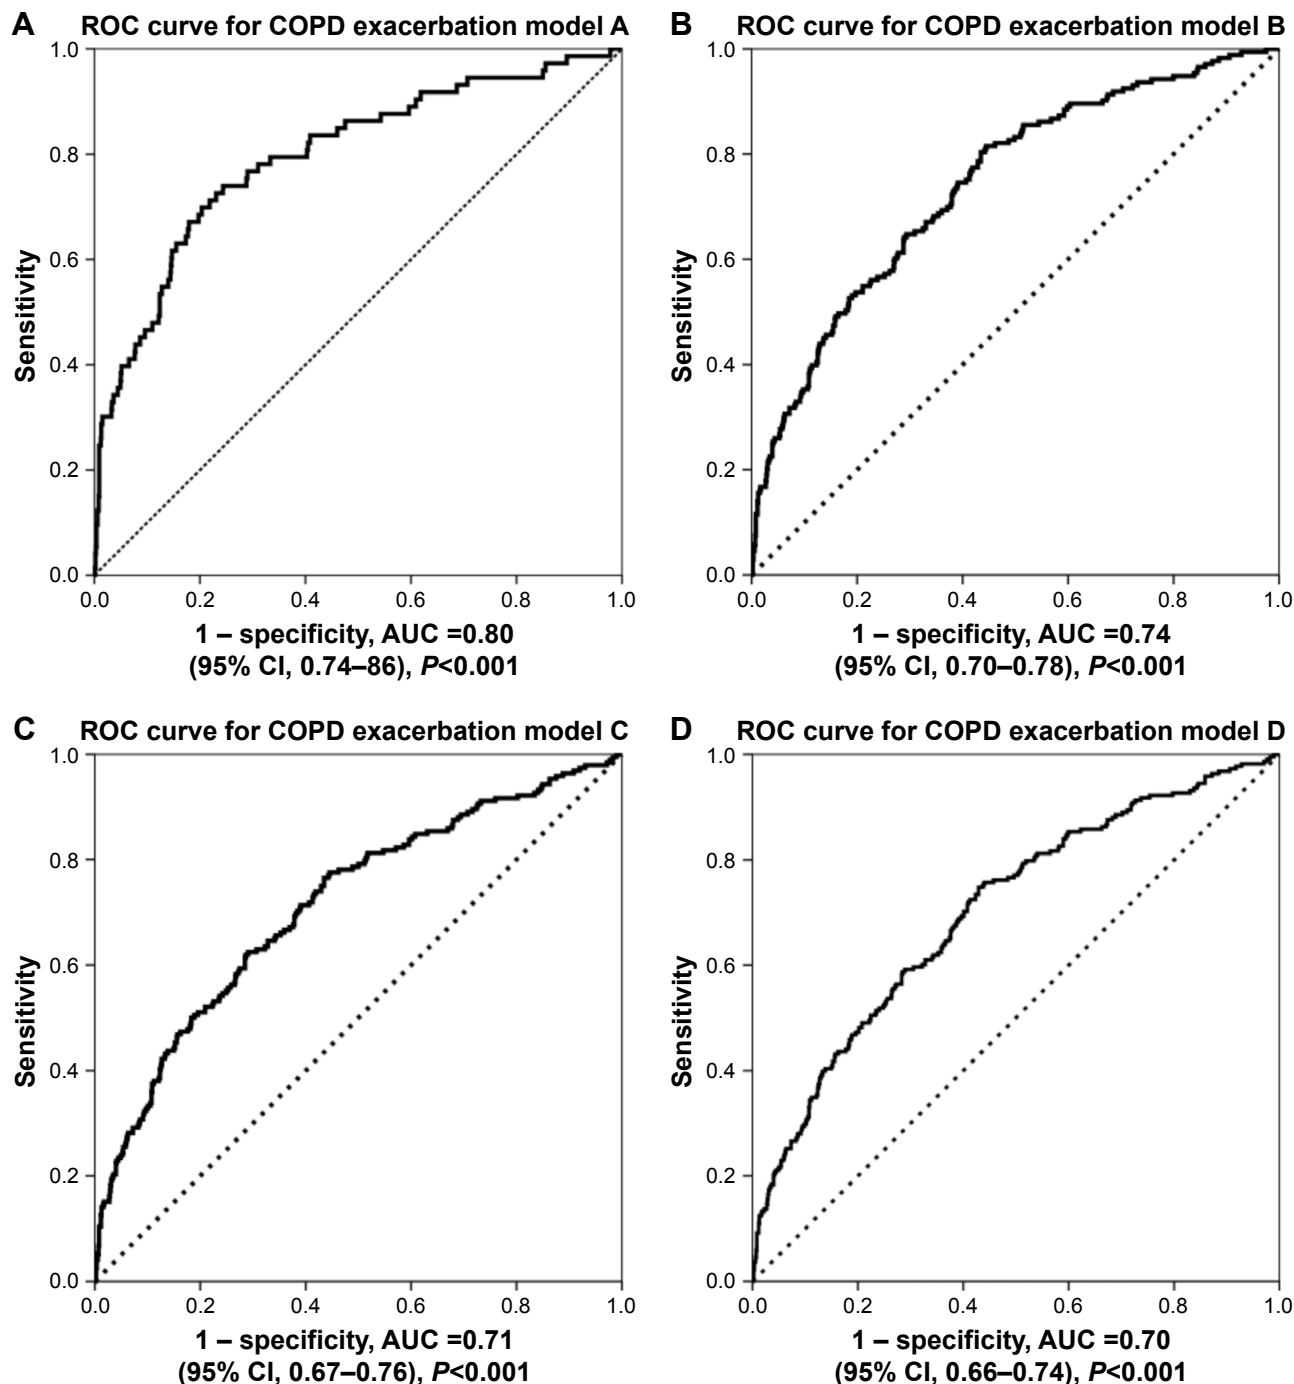 A ROC curve for COPD exacerbation model A
1.0
0.8
0.6
0.4
0.2
0.0
Sensitivity
0.0 0.2 0.4 0.6 0.8 1.0
1 – specificity, AUC =0.80
(95% CI, 0.74–86), P<0.001
B ROC curve for COPD exacerbation model B
1.0
0.8
0.6
0.4
0.2
0.0
Sensitivity
0.0 0.2 0.4 0.6 0.8 1.0
1 – specificity, AUC =0.74
(95% CI, 0.70–0.78), P<0.001
C ROC curve for COPD exacerbation model C
1.0
0.8
0.6
0.4
0.2
0.0
Sensitivity
0.0 0.2 0.4 0.6 0.8 1.0
1 – specificity, AUC =0.71
(95% CI, 0.67–0.76), P<0.001
D ROC curve for COPD exacerbation model D
1.0
0.8
0.6
0.4
0.2
0.0
Sensitivity
0.0 0.2 0.4 0.6 0.8 1.0
1 – specificity, AUC =0.70
(95% CI, 0.66–0.74), P<0.001